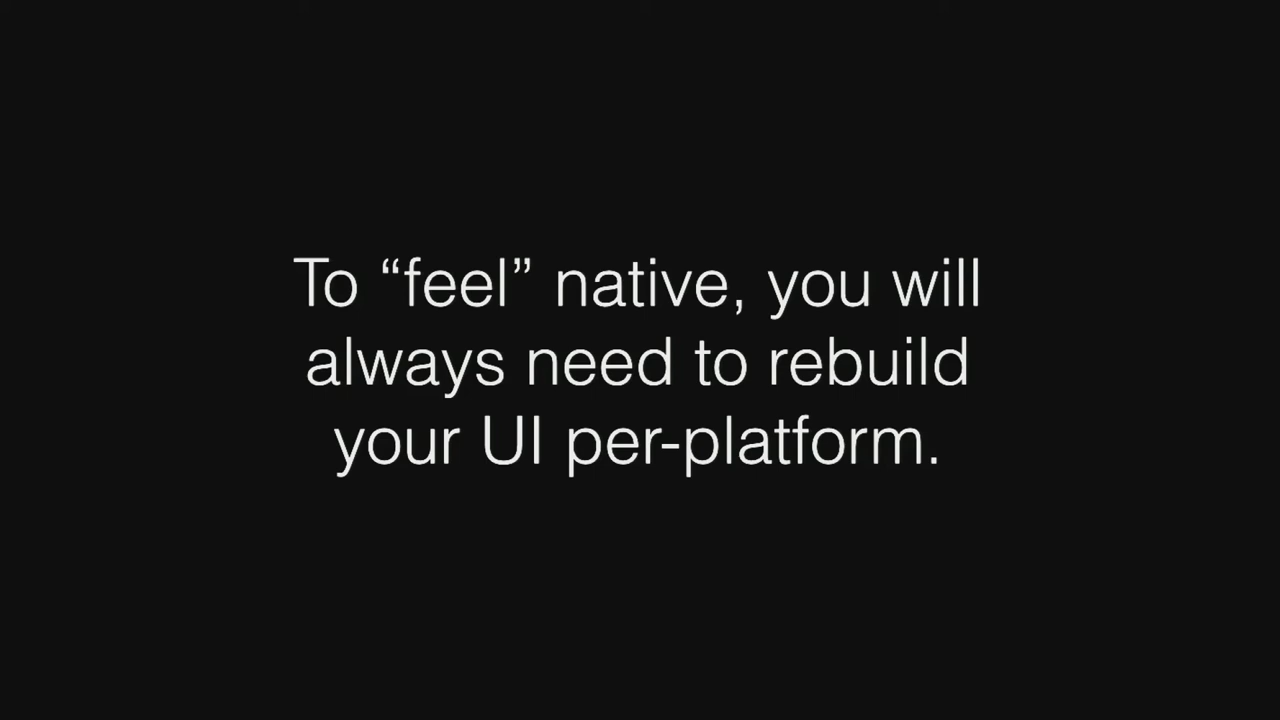 To “feel” native, you will
always need to rebuild
your UI per-platform.